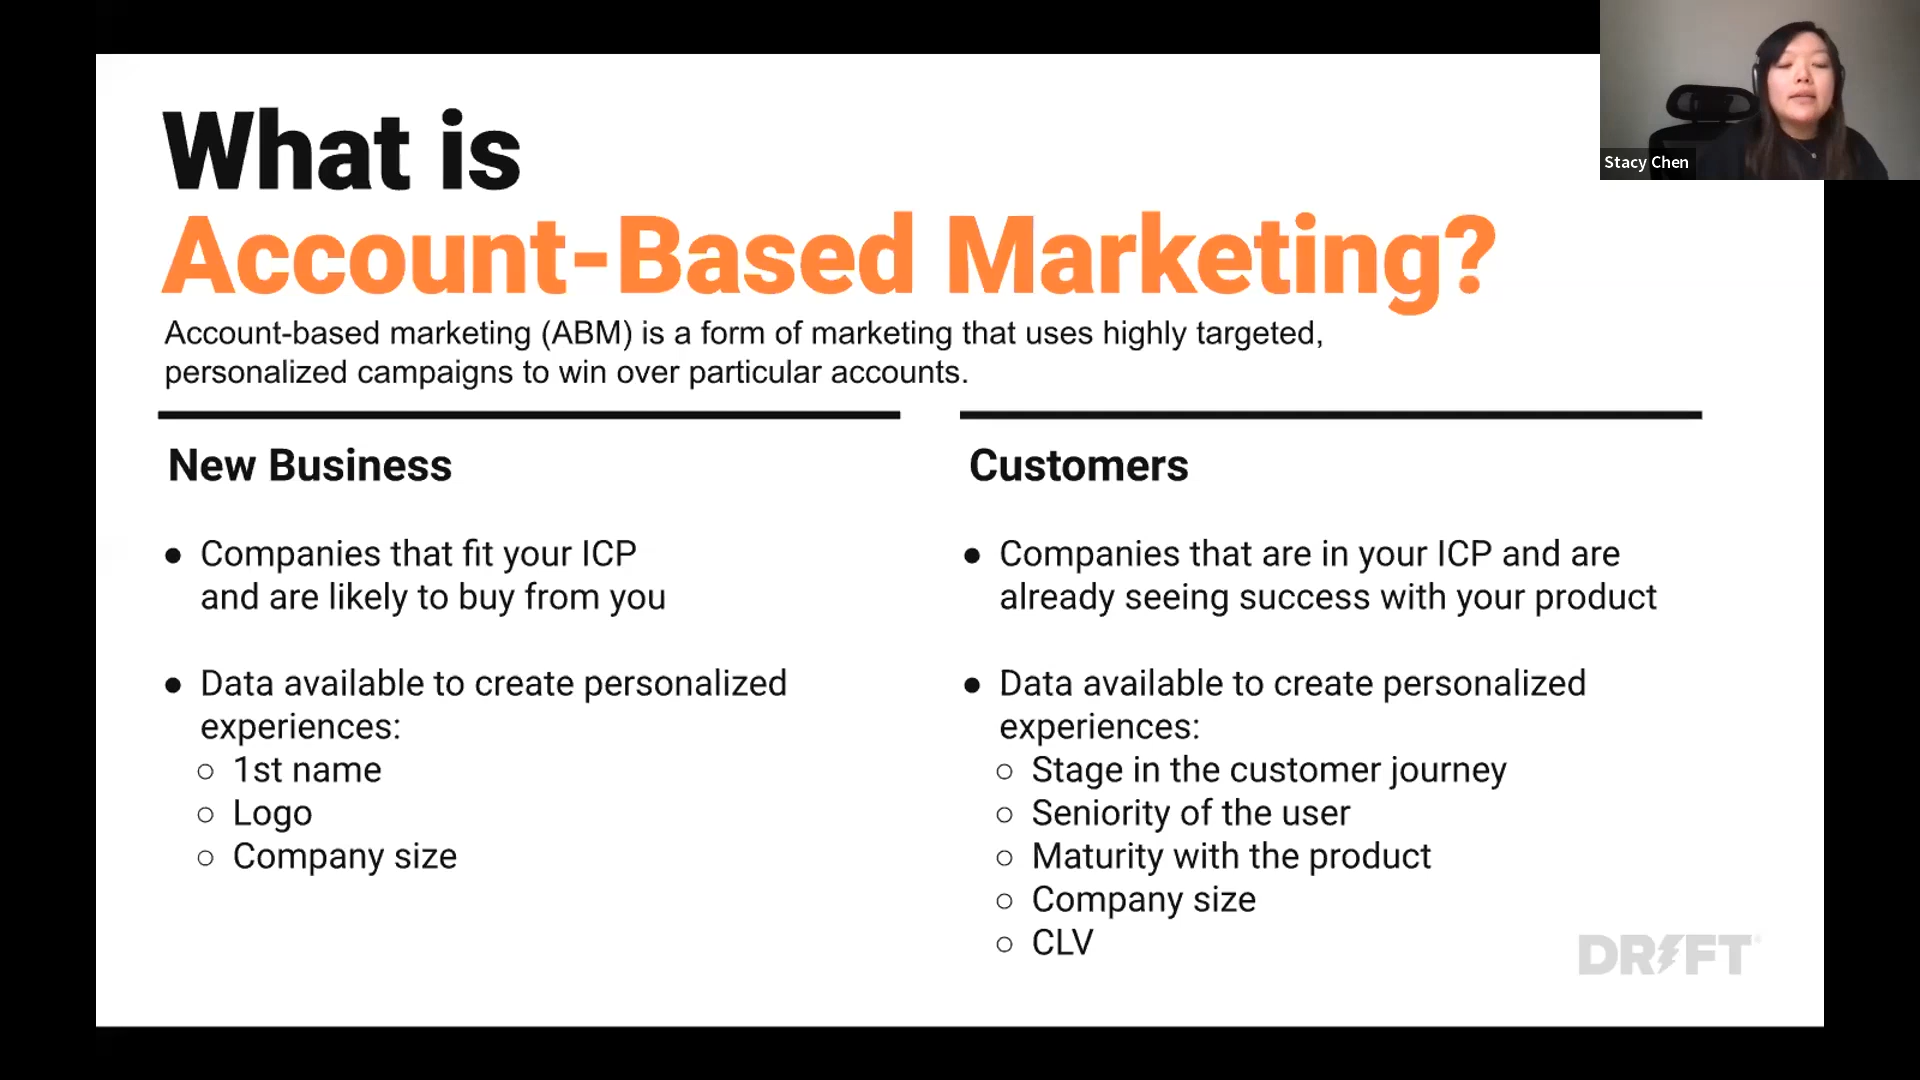 What is
Account-Based Marketing?
Account-based marketing (ABM) is a form of marketing that uses highly targeted,
personalized campaigns to win over particular accounts.
New Business
● Companies that fit your ICP
and are likely to buy from you
● Data available to create personalized
experiences:
○ 1st name
○ Logo
○ Company size
Customers
● Companies that are in your ICP and are
already seeing success with your product
● Data available to create personalized
experiences:
○ Stage in the customer journey
○ Seniority of the user
○ Maturity with the product
○ Company size
○ CLV
DRIFT®
Stacy Chen